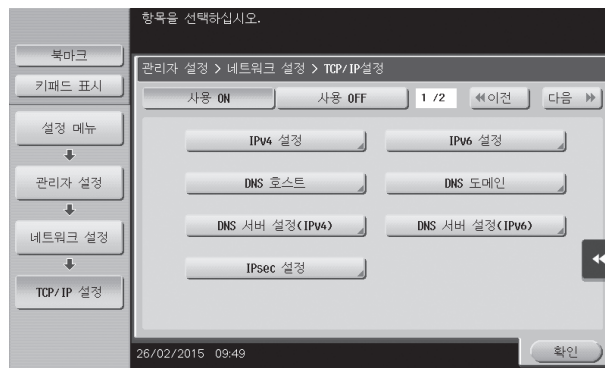 항목을 선택하십시오.
북마크
키패드 표시
설정 메뉴
관리자 설정
네트워크 설정
TCP/IP 설정
관리자 설정 > 네트워크 설정 > TCP/IP설정
사용 ON 사용 OFF 1 /2 이전 다음
IPv4 설정 IPv6 설정
DNS 호스트 DNS 도메인
DNS 서버 설정(IPv4) DNS 서버 설정(IPV6)
IPsec 설정
26/02/2015 09:49 확인